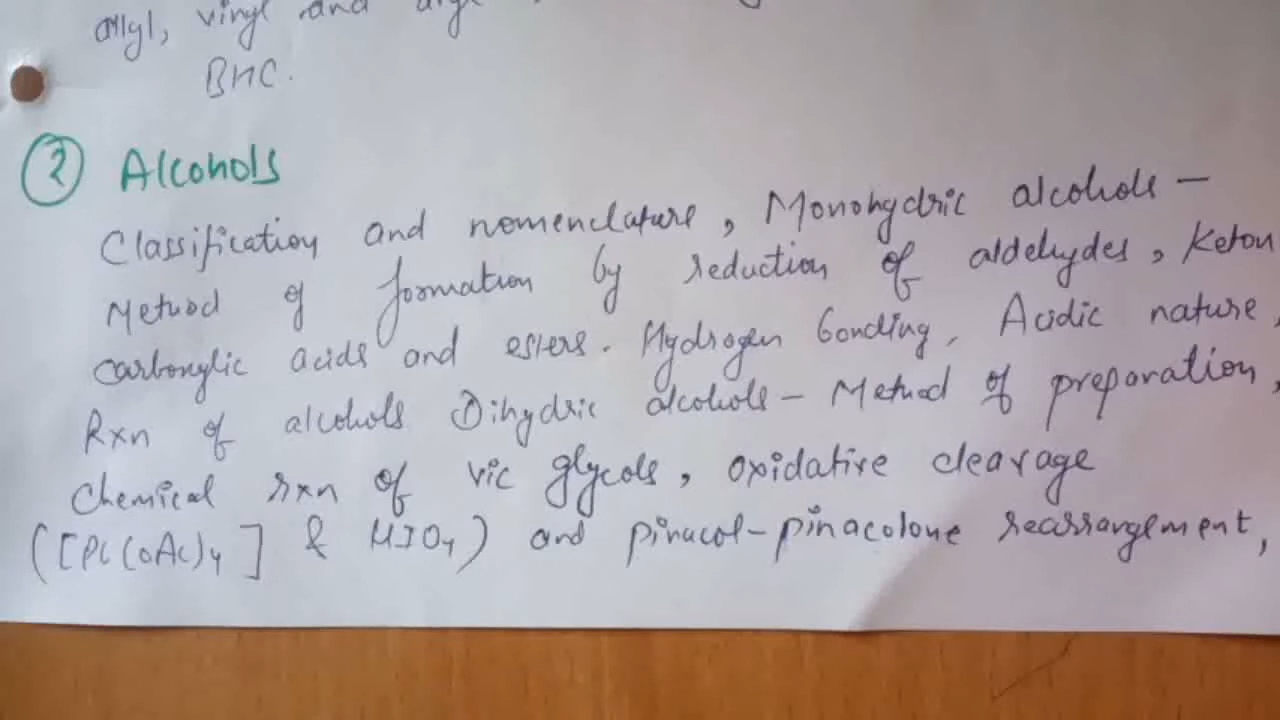 allyl, vinyl and
BHC.
② Alcohols
Classification and nomenclature, Monohydric alcohols –
Method of formation by reduction of aldehydes, Keton
carboxylic acids and esters. Hydrogen bonding, Acidic nature,
Rxn of alcohols Dihydric alcohols – Method of preparation,
Chemical rxn of vic glycols, oxidative cleavage
([Pb(OAc)4] & HIO4) and pinacol-pinacolone rearrangement,